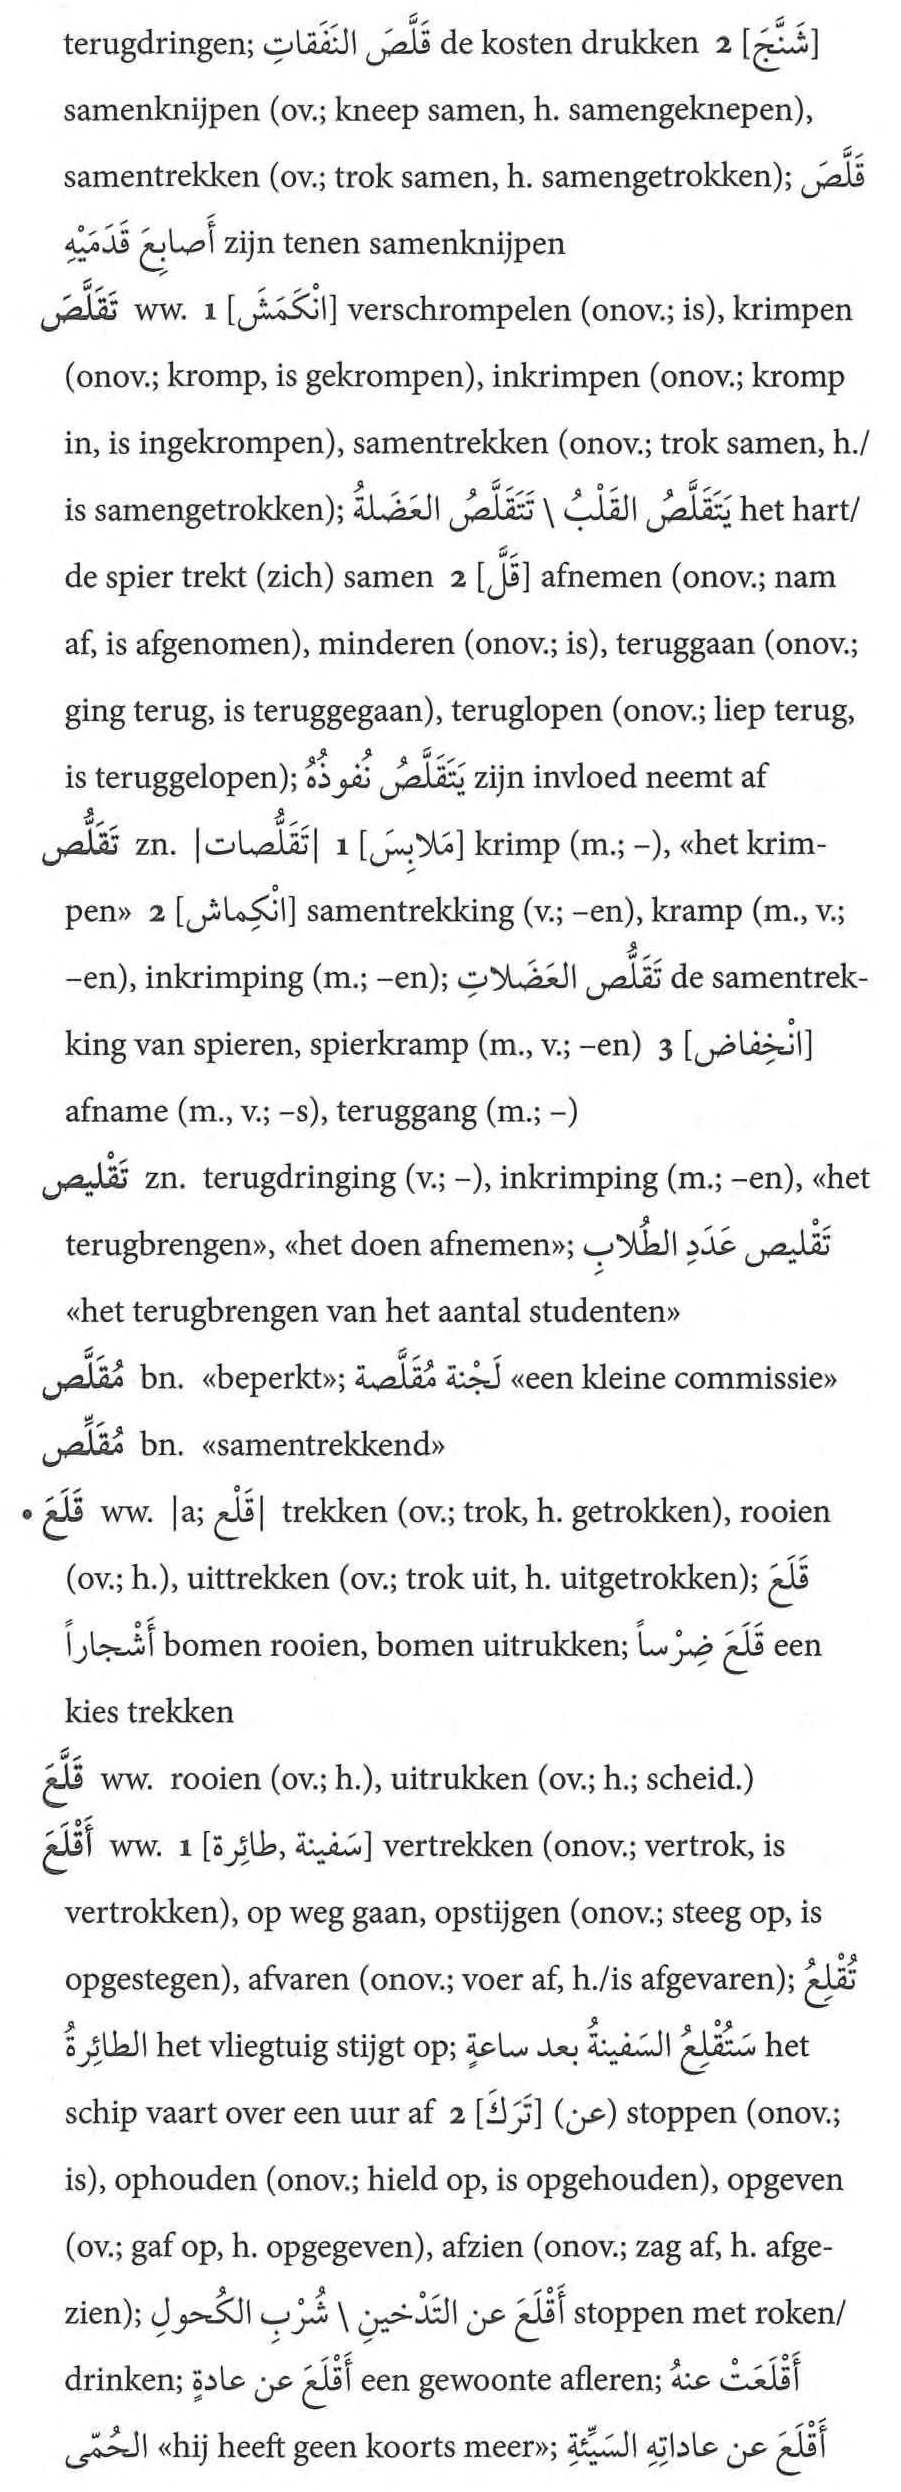 terugdringen; قَلَّصَ النَفَقاتِ de kosten drukken 2 [شَنَّجَ]
samenknijpen (ov.; kneep samen, h. samengeknepen),
samentrekken (ov.; trok samen, h. samengetrokken); قَلَّصَ
أَصابِعَ قَدَمَيْهِ zijn tenen samenknijpen
تَقَلَّصَ ww. 1 [انْكَمَشَ] verschrompelen (onov.; is), krimpen
(onov.; kromp, is gekrompen), inkrimpen (onov.; kromp
in, is ingekrompen), samentrekken (onov.; trok samen, h./
is samengetrokken); يَتَقَلَّصُ القَلْبُ \ تَتَقَلَّصُ العَضَلةُ het hart/
de spier trekt (zich) samen 2 [قَلَّ] afnemen (onov.; nam
af, is afgenomen), minderen (onov.; is), teruggaan (onov.;
ging terug, is teruggegaan), teruglopen (onov.; liep terug,
is teruggelopen); يَتَقَلَّصُ نُفوذُهُ zijn invloed neemt af
تَقَلُّص zn. |تَقَلُّصات| 1 [مَلابِسَ] krimp (m.; –), «het krim-
pen» 2 [انْكِماش] samentrekking (v.; –en), kramp (m., v.;
–en), inkrimping (m.; –en); تَقَلُّص العَضَلاتِ de samentrek-
king van spieren, spierkramp (m., v.; –en) 3 [انْخِفاض]
afname (m., v.; –s), teruggang (m.; –)
تَقْليص zn. terugdringing (v.; –), inkrimping (m.; –en), «het
terugbrengen», «het doen afnemen»; تَقْليص عَدَدِ الطُلابِ
«het terugbrengen van het aantal studenten»
مُقَلَّص bn. «beperkt»; لَجْنة مُقَلَّصة «een kleine commissie»
مُقَلِّص bn. «samentrekkend»
• قَلَعَ ww. |a; قَلْع| trekken (ov.; trok, h. getrokken), rooien
(ov.; h.), uittrekken (ov.; trok uit, h. uitgetrokken); قَلَعَ
أَشْجاراً bomen rooien, bomen uitrukken; قَلَعَ ضِرْساً een
kies trekken
قَلَّعَ ww. rooien (ov.; h.), uitrukken (ov.; h.; scheid.)
أَقْلَعَ ww. 1 [سَفينة, طائِرة] vertrekken (onov.; vertrok, is
vertrokken), op weg gaan, opstijgen (onov.; steeg op, is
opgestegen), afvaren (onov.; voer af, h./is afgevaren); تُقْلِعُ
الطائِرةُ het vliegtuig stijgt op; سَتُقْلِعُ السَفينةُ بعد ساعةٍ het
schip vaart over een uur af 2 [تَرَكَ] (عن) stoppen (onov.;
is), ophouden (onov.; hield op, is opgehouden), opgeven
(ov.; gaf op, h. opgegeven), afzien (onov.; zag af, h. afge-
zien); أَقْلَعَ عن التَدْخينِ \ شُرْبِ الكُحولِ stoppen met roken/
drinken; أَقْلَعَ عن عادةٍ een gewoonte afleren; أَقْلَعَتْ عنهُ
الحُمّى «hij heeft geen koorts meer»; أَقْلَعَ عن عاداتِهِ السَيِّئةِ